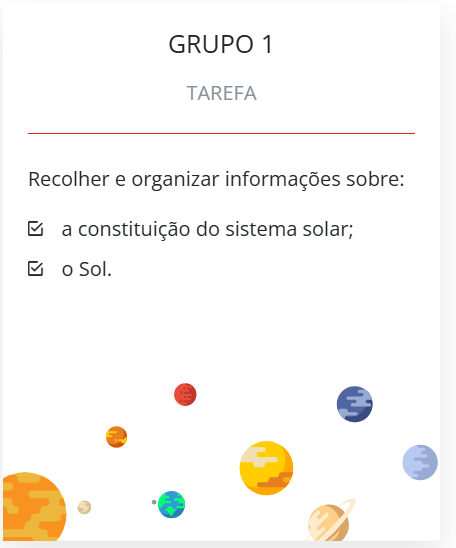 GRUPO 1
TAREFA
Recolher e organizar informações sobre:
a constituição do sistema solar;
o Sol.